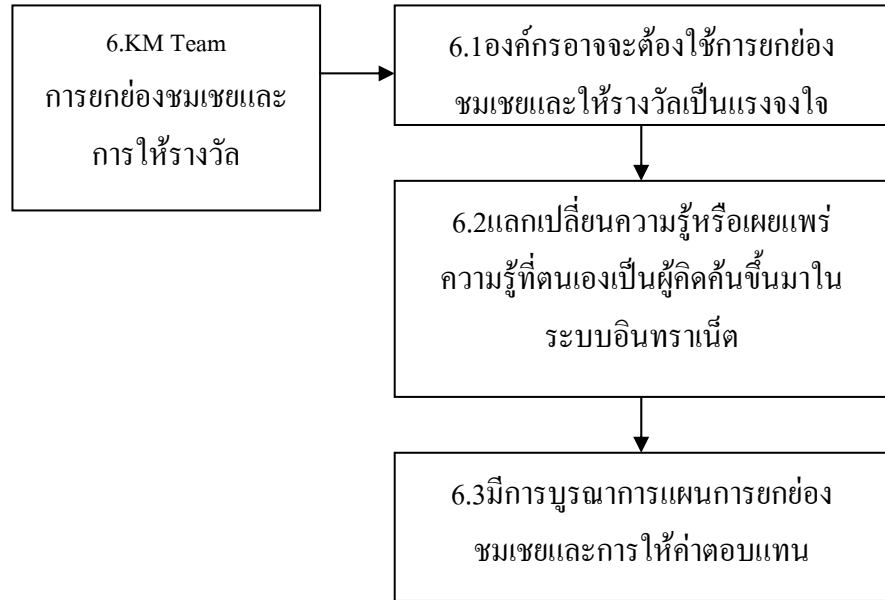 6.KM Team
การยกย่องชมเชยและ
การให้รางวัล
6.1องค์กรอาจจะต้องใช้การยกย่อง
ชมเชยและให้รางวัลเป็นแรงจงใจ
6.2แลกเปลี่ยนความรู้หรือเผยแพร่
ความรู้ที่ตนเองเป็นผู้คิดค้นขึ้นมาใน
ระบบอินทราเน็ต
6.3มีการบูรณาการแผนการยกย่อง
ชมเชยและการให้ค่าตอบแทน